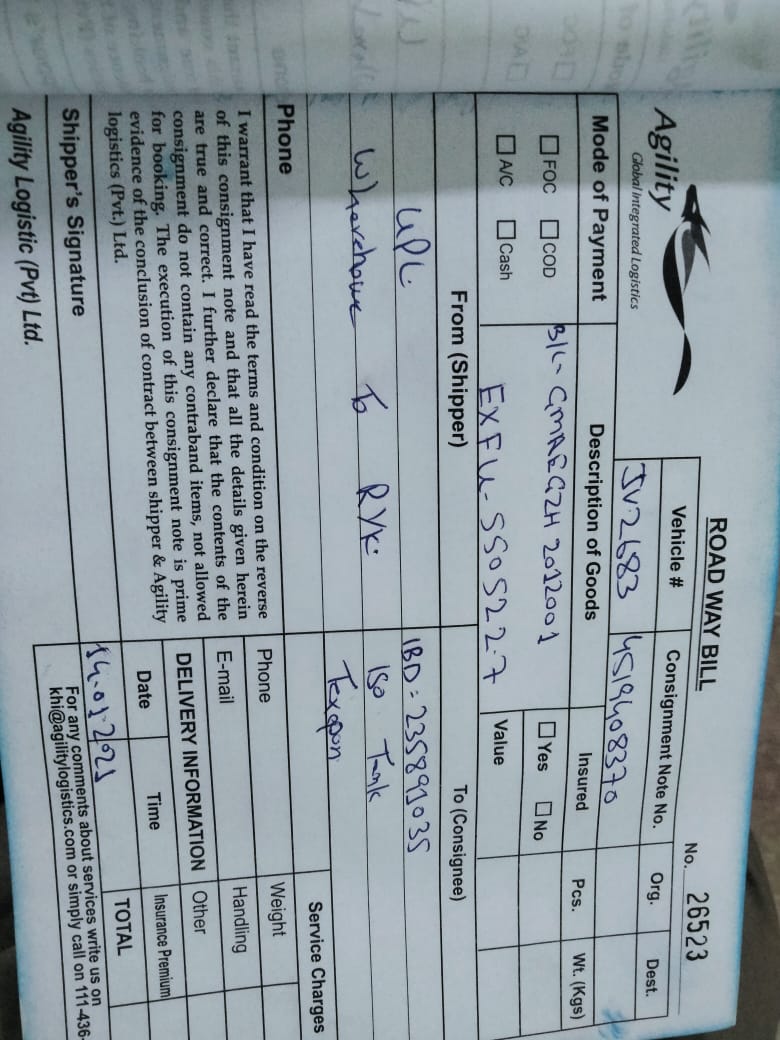 ROAD WAY BILL
No. 26523
Agility
Global Integrated Logistics
Vehicle #
Consignment Note No.
Org.
Dest.
JV-2683
4519408370
Mode of Payment
Description of Goods
Insured
Pcs.
Wt. (Kgs)
FOC
COD
B/L- GMAEGZH 2012001
Yes
No
A/C
Cash
EXFU-550522-7
Value
From (Shipper)
To (Consignee)
UPL
IBD: 235891035
Wherehouse To RYK
ISO Tank
Texapon
Service Charges
Phone
Phone
Weight
I warrant that I have read the terms and condition on the reverse
of this consignment note and that all the details given herein
are true and correct. I further declare that the contents of the
consignment do not contain any contraband items, not allowed
for booking. The execution of this consignment note is prime
evidence of the conclusion of contract between shipper & Agility
logistics (Pvt.) Ltd.
E-mail
Handling
DELIVERY INFORMATION
Other
Date
Time
Insurance Premium
14-01-2021
TOTAL
Shipper's Signature
For any comments about services write us on
khi@agilitylogistics.com or simply call on 111-436-
Agility Logistic (Pvt) Ltd.